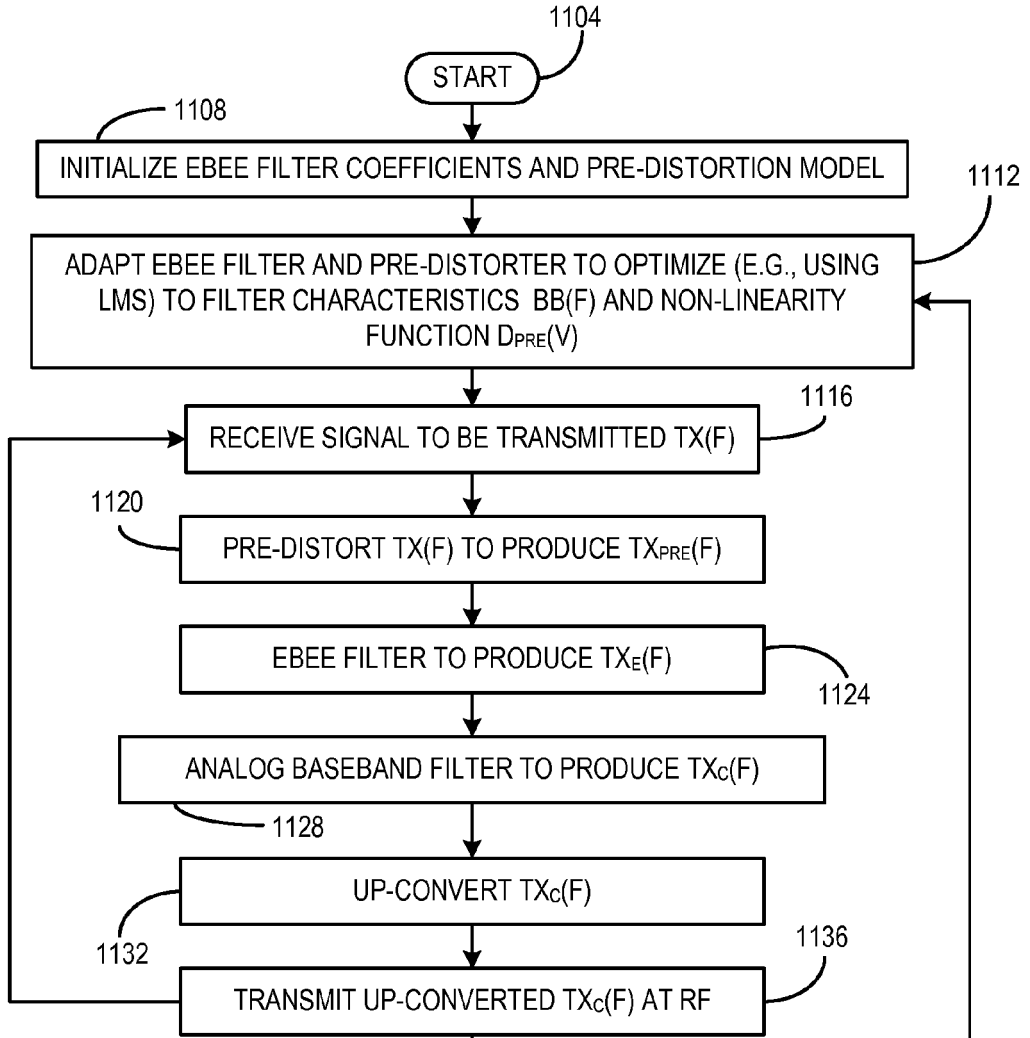 1104
START
1108
INITIALIZE EBEE FILTER COEFFICIENTS AND PRE-DISTORTION MODEL
1112
ADAPT EBEE FILTER AND PRE-DISTORTER TO OPTIMIZE (E.G., USING
LMS) TO FILTER CHARACTERISTICS BB(F) AND NON-LINEARITY
FUNCTION DPRE(V)
1116
RECEIVE SIGNAL TO BE TRANSMITTED TX(F)
1120
PRE-DISTORT TX(F) TO PRODUCE TXPRE(F)
EBEE FILTER TO PRODUCE TXE(F)
1124
ANALOG BASEBAND FILTER TO PRODUCE TXC(F)
1128
UP-CONVERT TXC(F)
1132
1136
TRANSMIT UP-CONVERTED TXC(F) AT RF